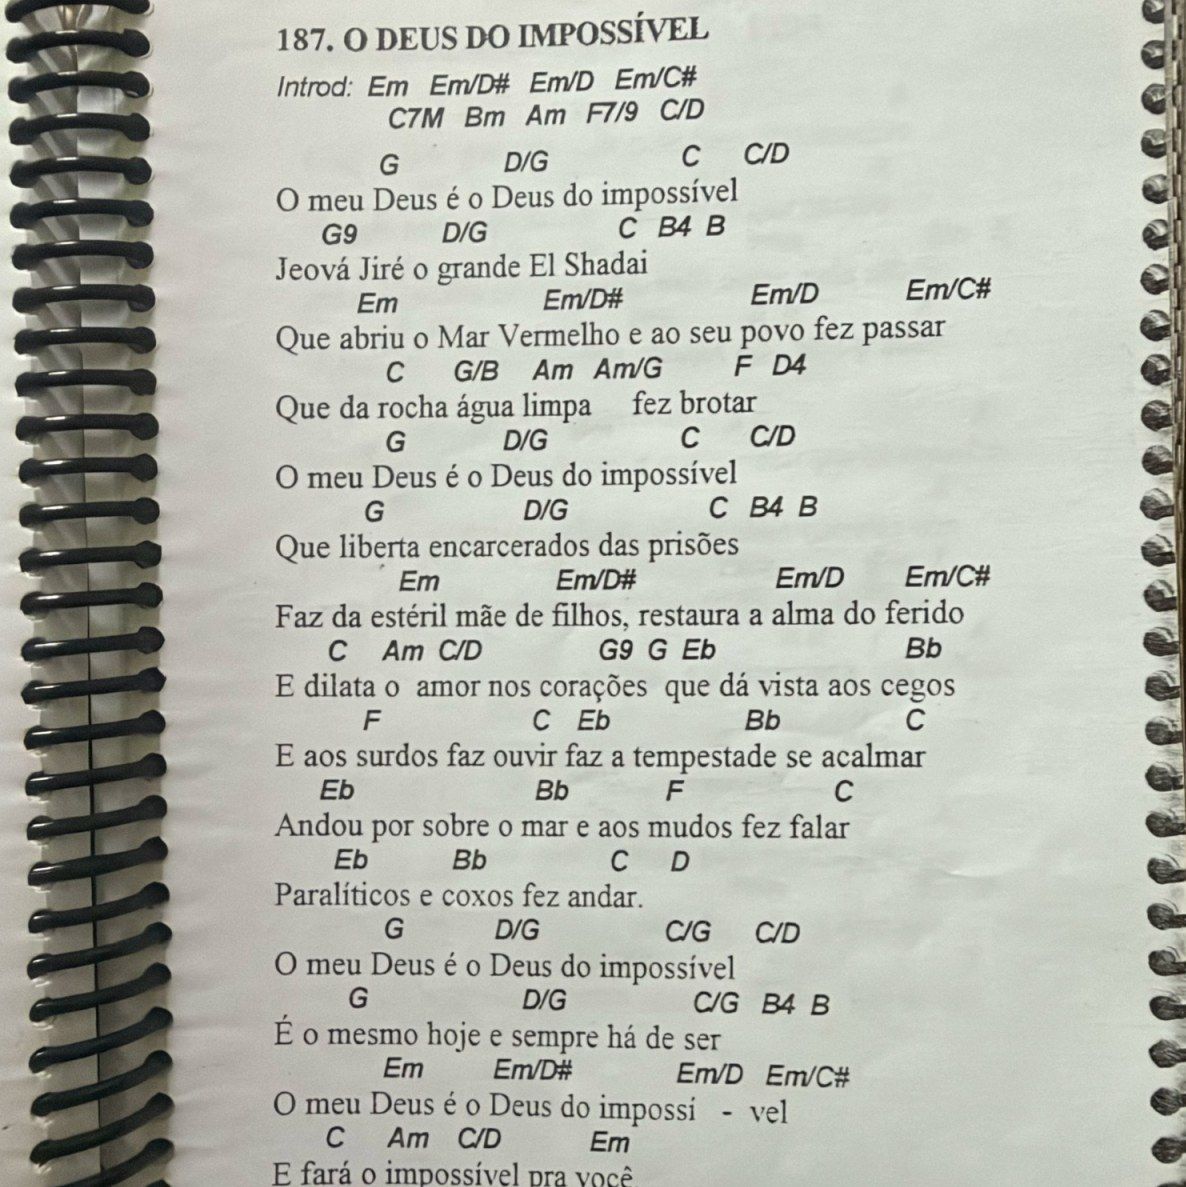 187. O DEUS DO IMPOSSÍVEL
Introd: Em Em/D# Em/D Em/C#
C7M Bm Am F7/9 C/D
G D/G C C/D
O meu Deus é o Deus do impossível
G9 D/G C B4 B
Jeová Jiré o grande El Shadai
Em Em/D# Em/D Em/C#
Que abriu o Mar Vermelho e ao seu povo fez passar
C G/B Am Am/G F D4
Que da rocha água limpa fez brotar
G D/G C C/D
O meu Deus é o Deus do impossível
G D/G C B4 B
Que liberta encarcerados das prisões
Em Em/D# Em/D Em/C#
Faz da estéril mãe de filhos, restaura a alma do ferido
C Am C/D G9 G Eb Bb
E dilata o amor nos corações que dá vista aos cegos
F C Eb Bb C
E aos surdos faz ouvir faz a tempestade se acalmar
Eb Bb F C
Andou por sobre o mar e aos mudos fez falar
Eb Bb C D
Paralíticos e coxos fez andar.
G D/G C/G C/D
O meu Deus é o Deus do impossível
G D/G C/G B4 B
É o mesmo hoje e sempre há de ser
Em Em/D# Em/D Em/C#
O meu Deus é o Deus do impossí - vel
C Am C/D Em
E fará o impossível pra você